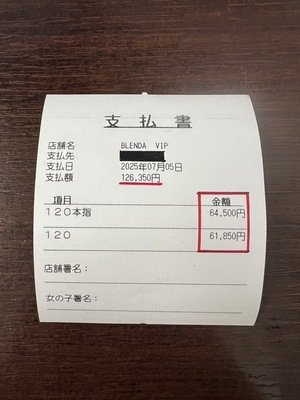 支払書
店舗名 BLENDA VIP
支払先
支払日 2025年07月05日
支払額 126,350円
項目 金額
120本指 64,500円
120 61,850円
店舗署名：
女の子署名：